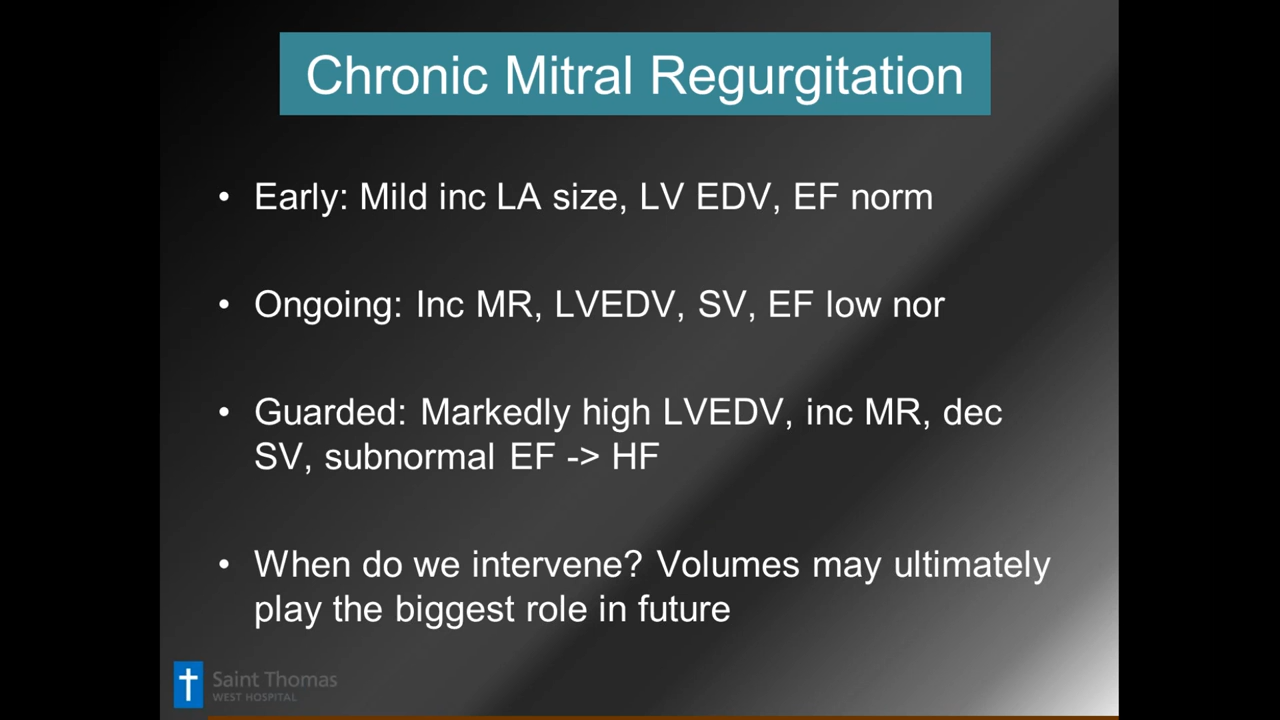 Chronic Mitral Regurgitation
• Early: Mild inc LA size, LV EDV, EF norm
• Ongoing: Inc MR, LVEDV, SV, EF low nor
• Guarded: Markedly high LVEDV, inc MR, dec
SV, subnormal EF -> HF
• When do we intervene? Volumes may ultimately
play the biggest role in future
Saint Thomas
WEST HOSPITAL